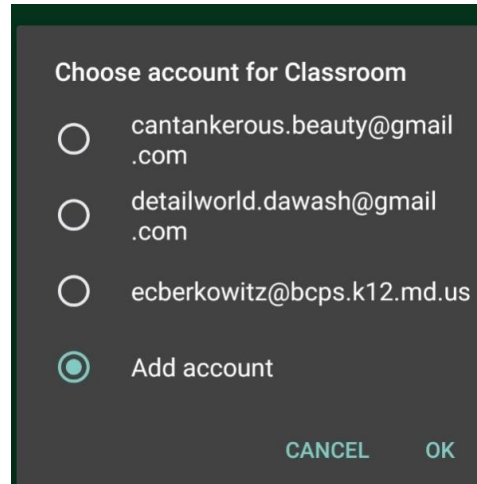 Choose account for Classroom
cantankerous.beauty@gmail
.com
detailworld.dawash@gmail
.com
ecberkowitz@bcps.k12.md.us
Add account
CANCEL OK